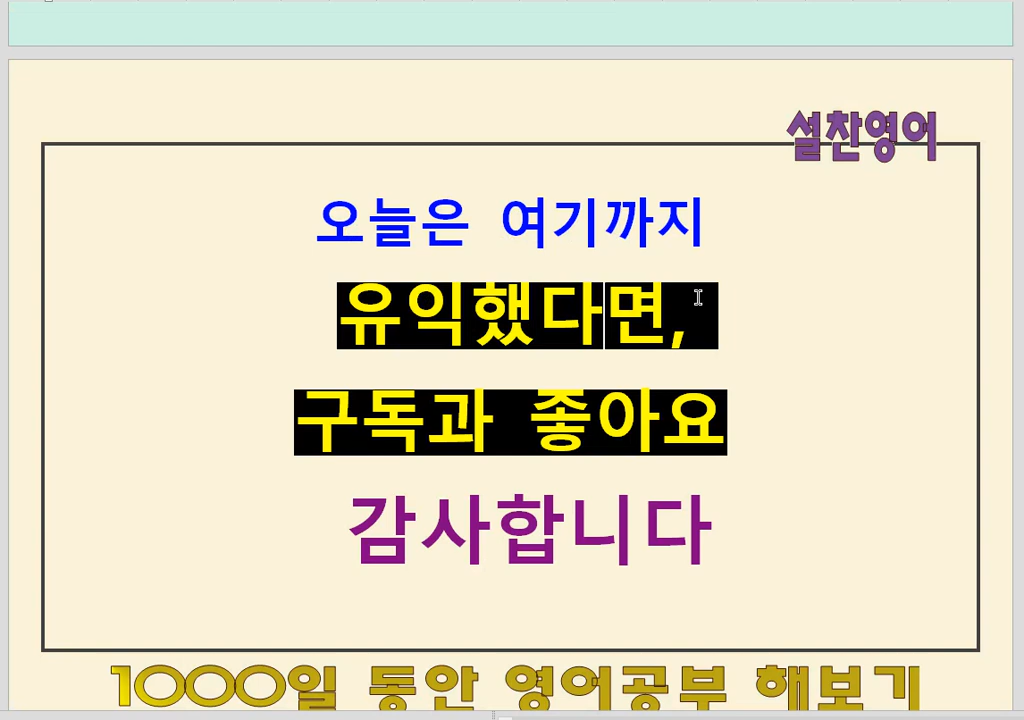 설찬영어
오늘은 여기까지
유익했다면,
구독과 좋아요
감사합니다
1000일 동안 영어공부 해보기